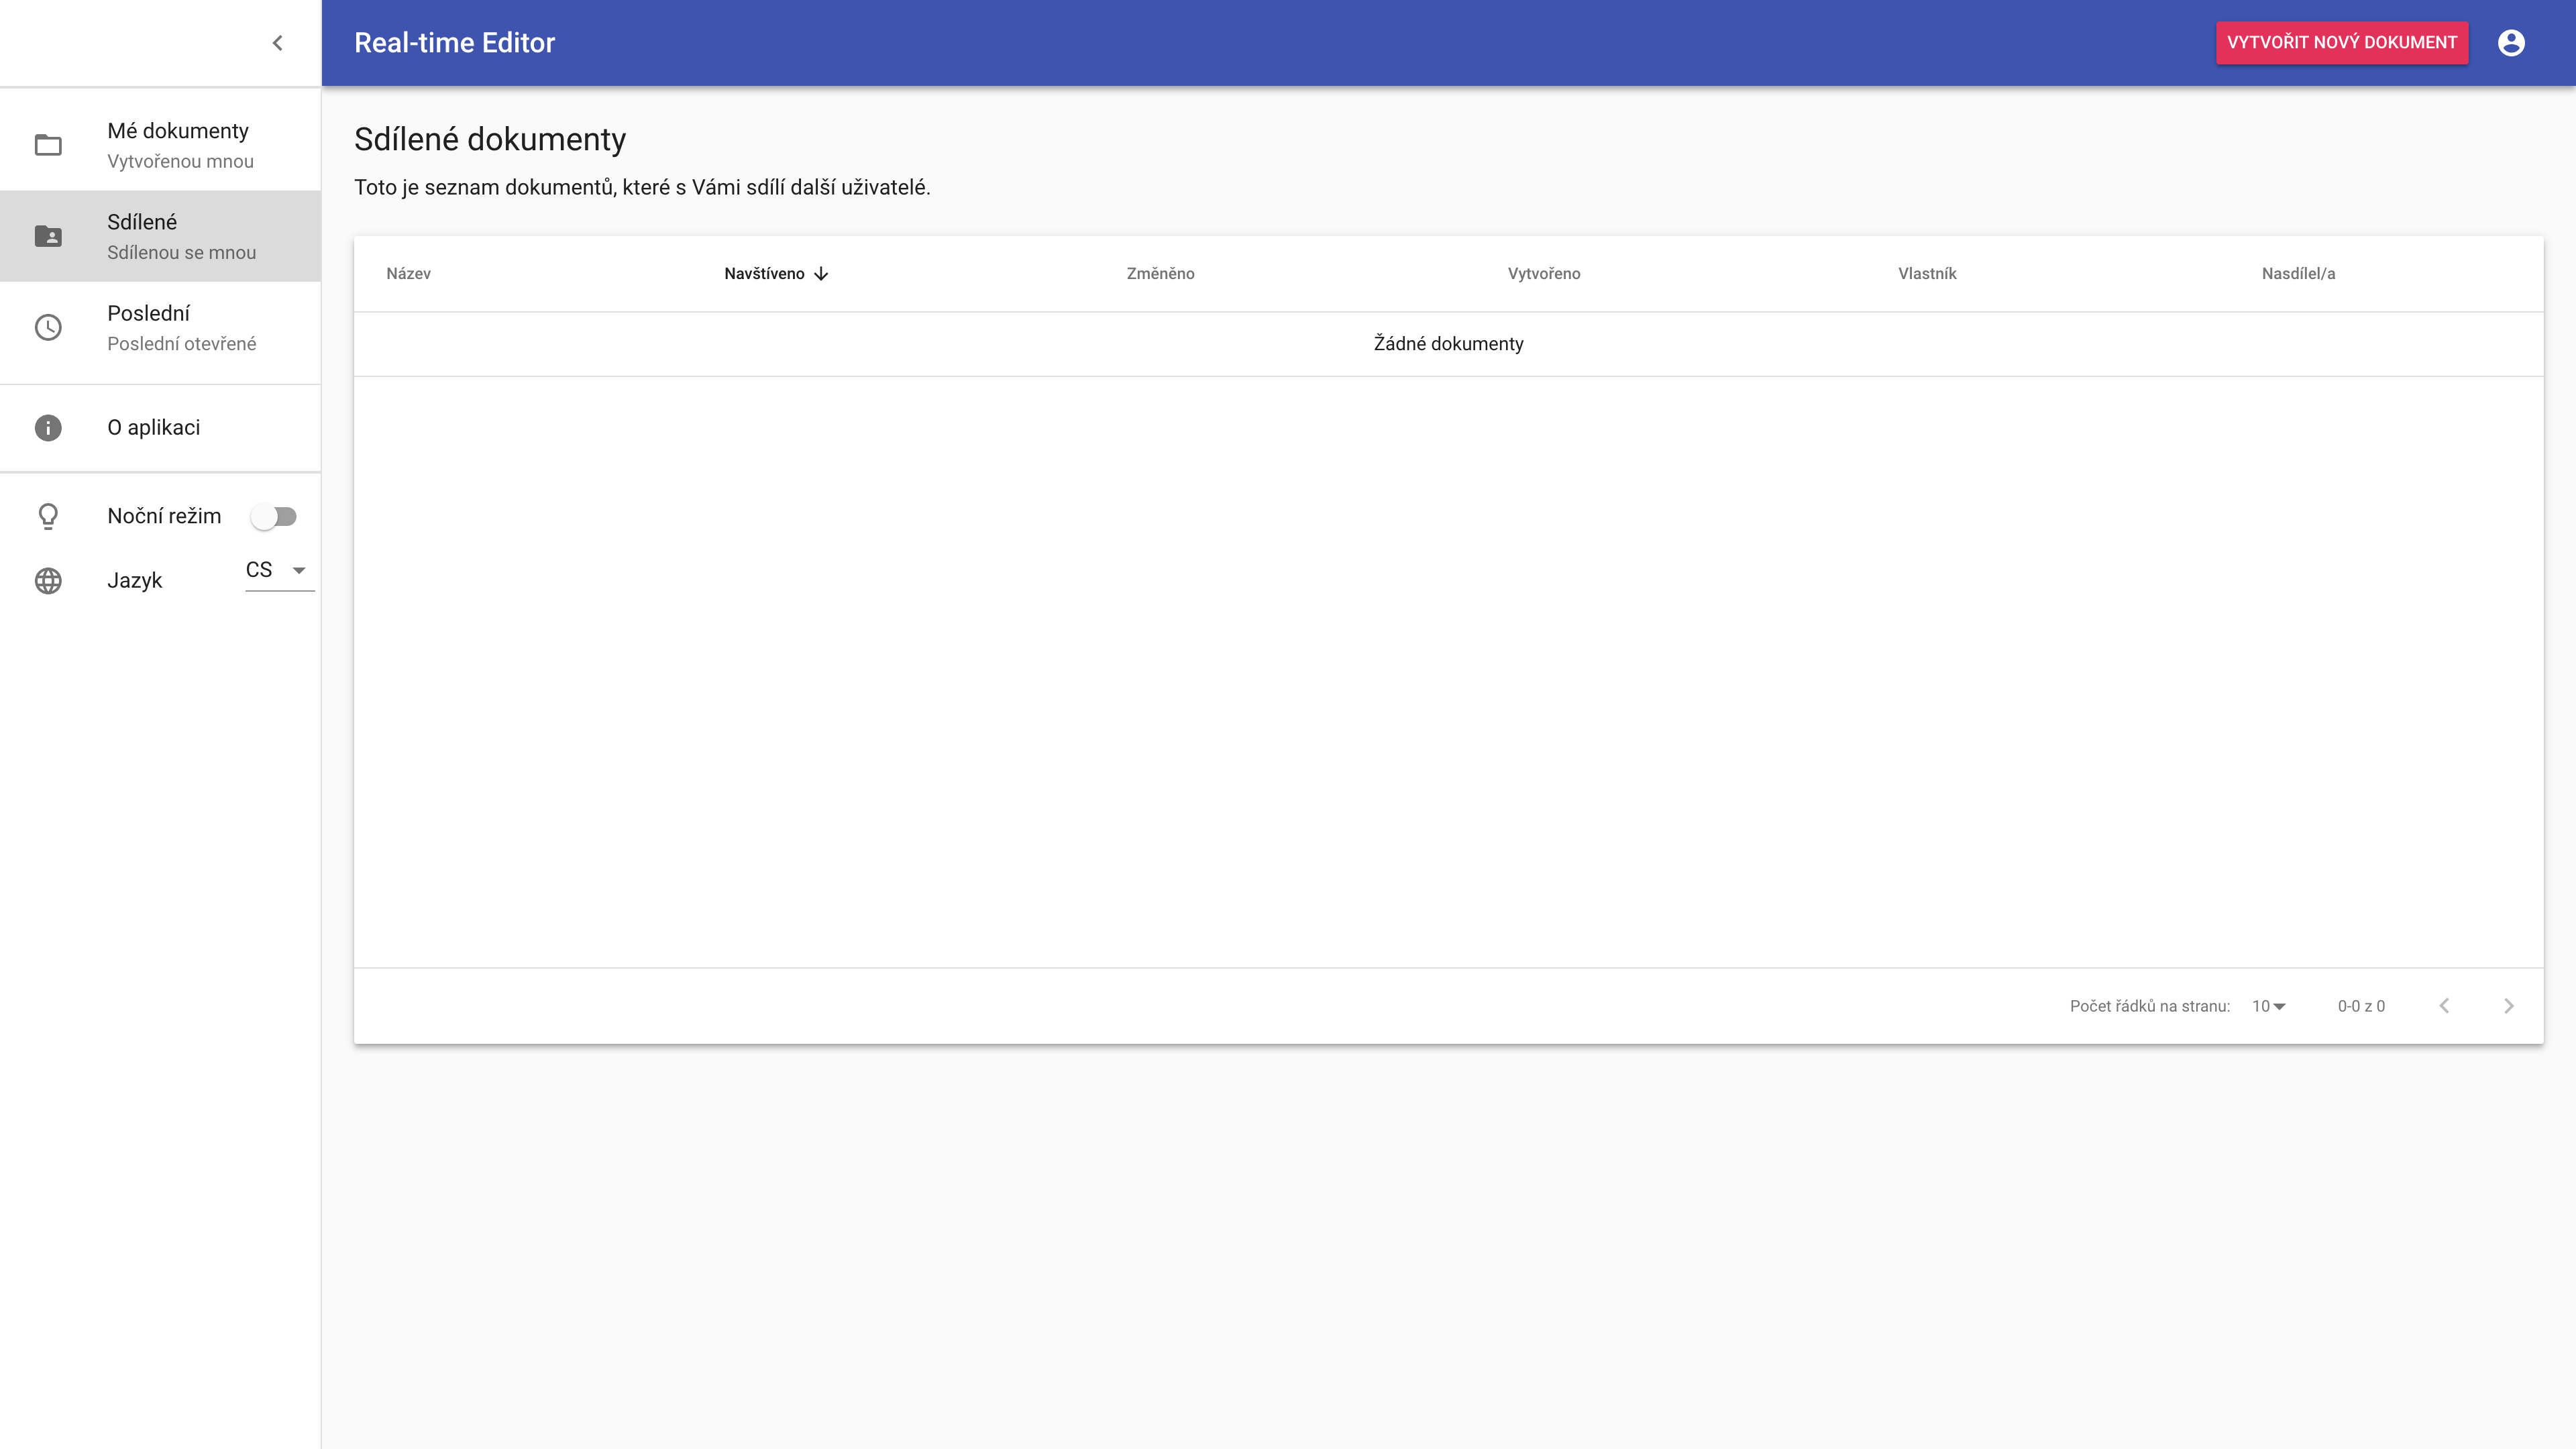 Real-time Editor
VYTVOŘIT NOVÝ DOKUMENT
Mé dokumenty
Vytvořenou mnou
Sdílené
Sdílenou se mnou
Poslední
Poslední otevřené
O aplikaci
Noční režim
Jazyk
CS
Sdílené dokumenty
Toto je seznam dokumentů, které s Vámi sdílí další uživatelé.
Název Navštíveno Změněno Vytvořeno Vlastník Nasdílel/a
Žádné dokumenty
Počet řádků na stranu: 10 0-0 z 0